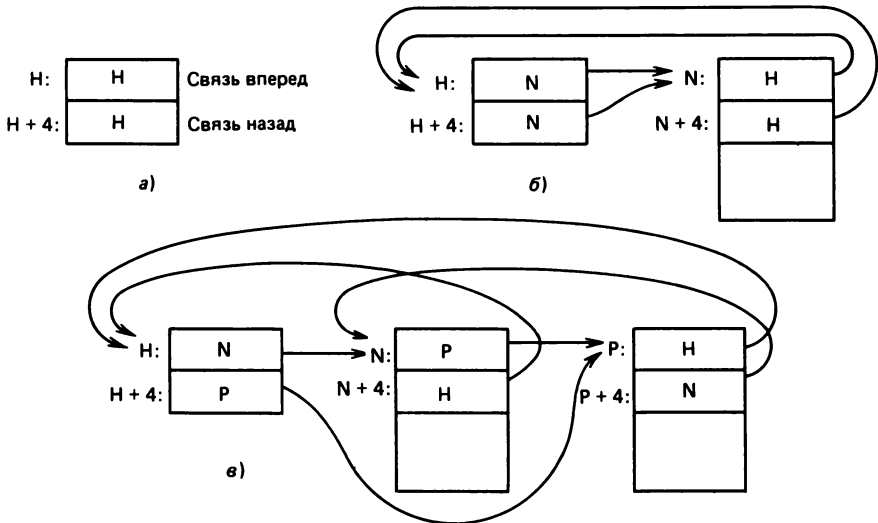 H: H Связь вперед
H + 4: H Связь назад
а)
H: N N: H
H + 4: N N + 4: H
б)
H: N N: P P: H
H + 4: P N + 4: H P + 4: N
в)